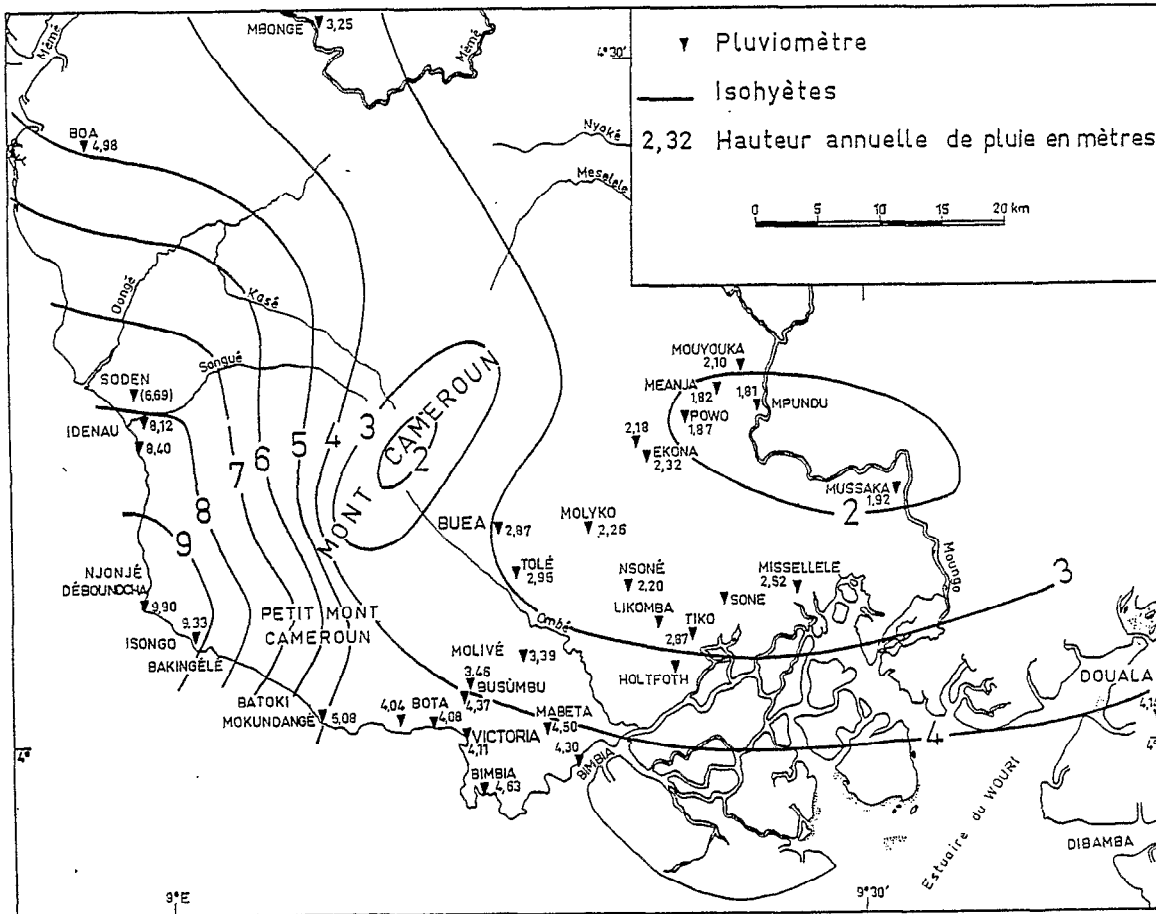 MBONGE
3,25
Mémé
Mémé
4°30'
Pluviomètre
Isohyètes
2,32 Hauteur annuelle de pluie en mètres
0 5 10 15 20 km
Nyoké
Meselele
BOA
4,98
Oongé
Kosé
Songué
SODEN
(6,69)
IDENAU
8,12
8,40
MONT CAMEROUN
2
3
4
5
6
7
8
9
MOUYOUKA
2,10
MEANJA
1,82
1,81
MPUNDU
POWO
1,87
2,18
EKONA
2,32
MUSSAKA
1,92
2
BUEA
2,87
MOLYKO
2,26
TOLÉ
2,95
NSONÉ
2,20
MISSELLELE
2,52
SONE
LIKOMBA
TIKO
2,87
HOLTFOTH
Moungo
3
Ombé
NJONJÉ
DÉBOUNDCHA
9,90
9,33
ISONGO
BAKINGÉLÉ
PETIT MONT
CAMEROUN
BATOKI
MOKUNDANGÉ
5,08
MOLIVÉ
3,39
3,46
BUSÙMBU
4,37
4,04
BOTA
4,08
VICTORIA
4,11
MABETA
4,50
4,30
BIMBIA
BIMBIA
4,63
DOUALA
4
4°
Estuaire du WOURI
DIBAMBA
9°E
9°30'